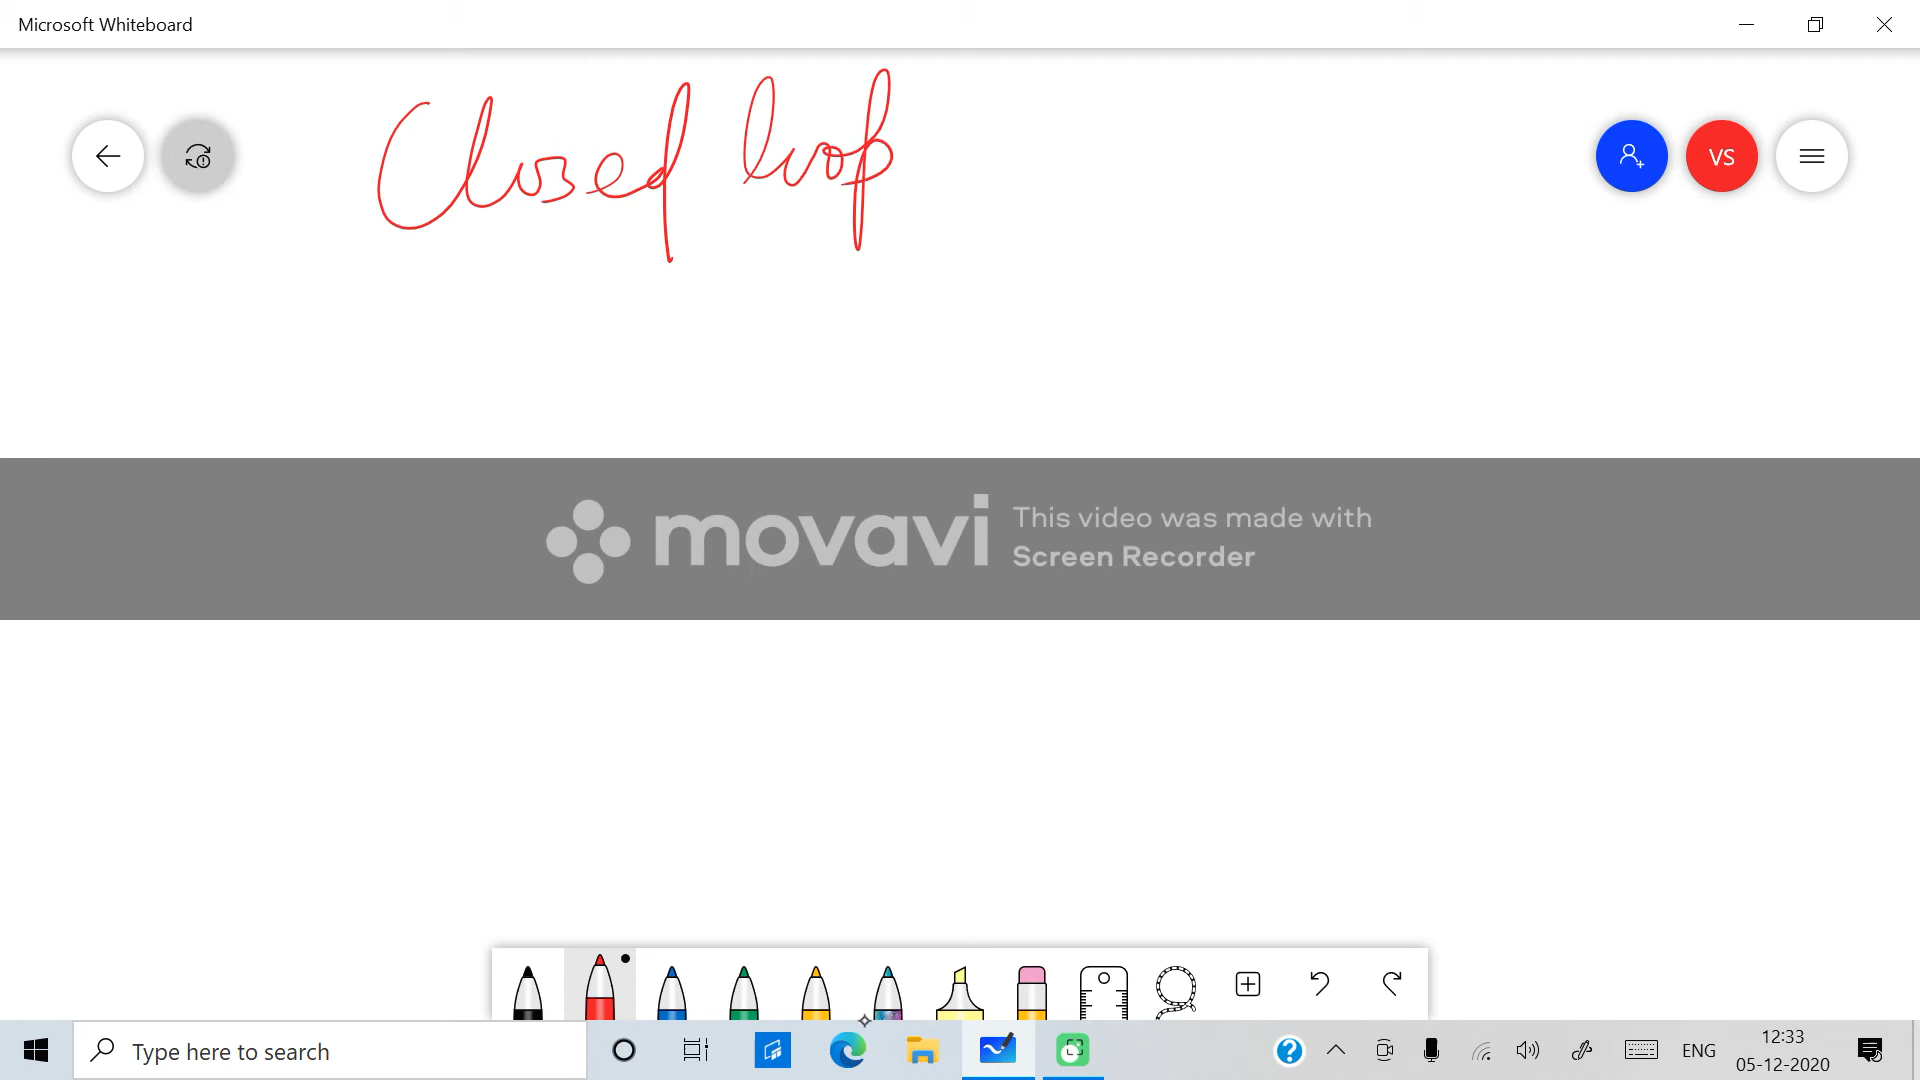 Microsoft Whiteboard
Closed loop
VS
movavi
This video was made with
Screen Recorder
Type here to search
ENG
12:33
05-12-2020